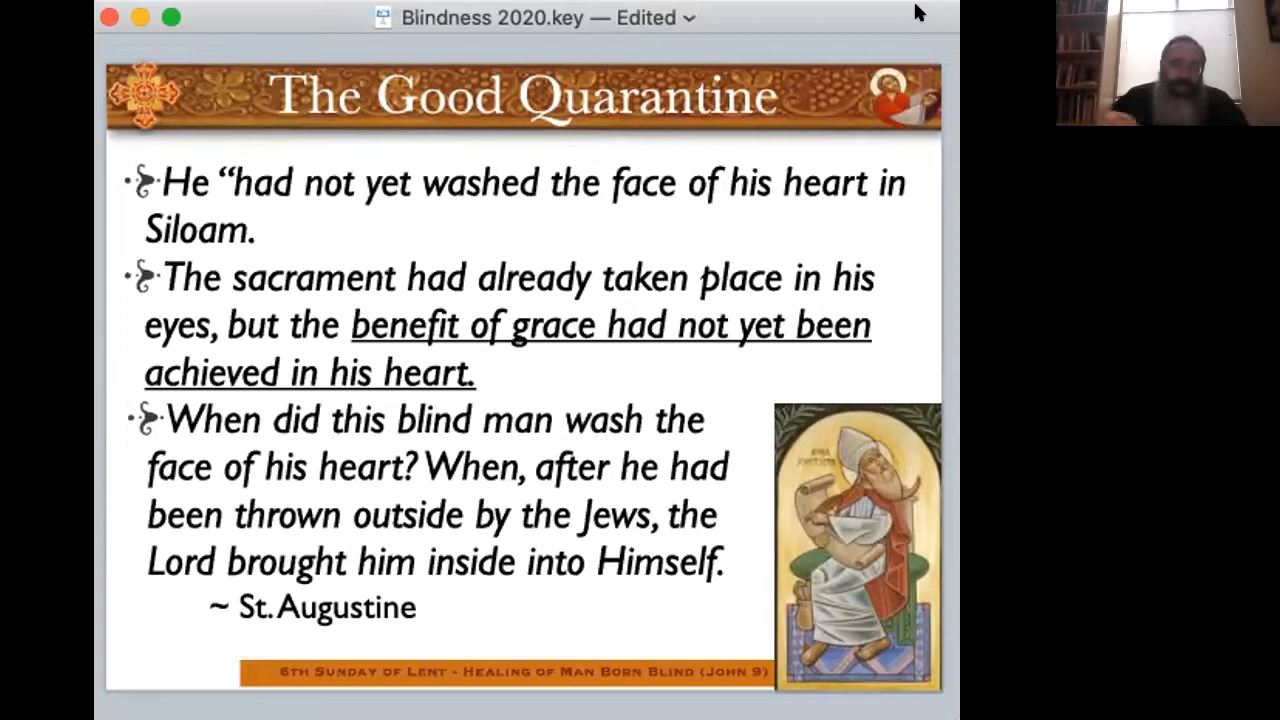 Blindness 2020.key — Edited
The Good Quarantine
He “had not yet washed the face of his heart in
Siloam.
The sacrament had already taken place in his
eyes, but the benefit of grace had not yet been
achieved in his heart.
When did this blind man wash the
face of his heart? When, after he had
been thrown outside by the Jews, the
Lord brought him inside into Himself.
~ St. Augustine
6th Sunday of Lent - Healing of Man Born Blind (John 9)